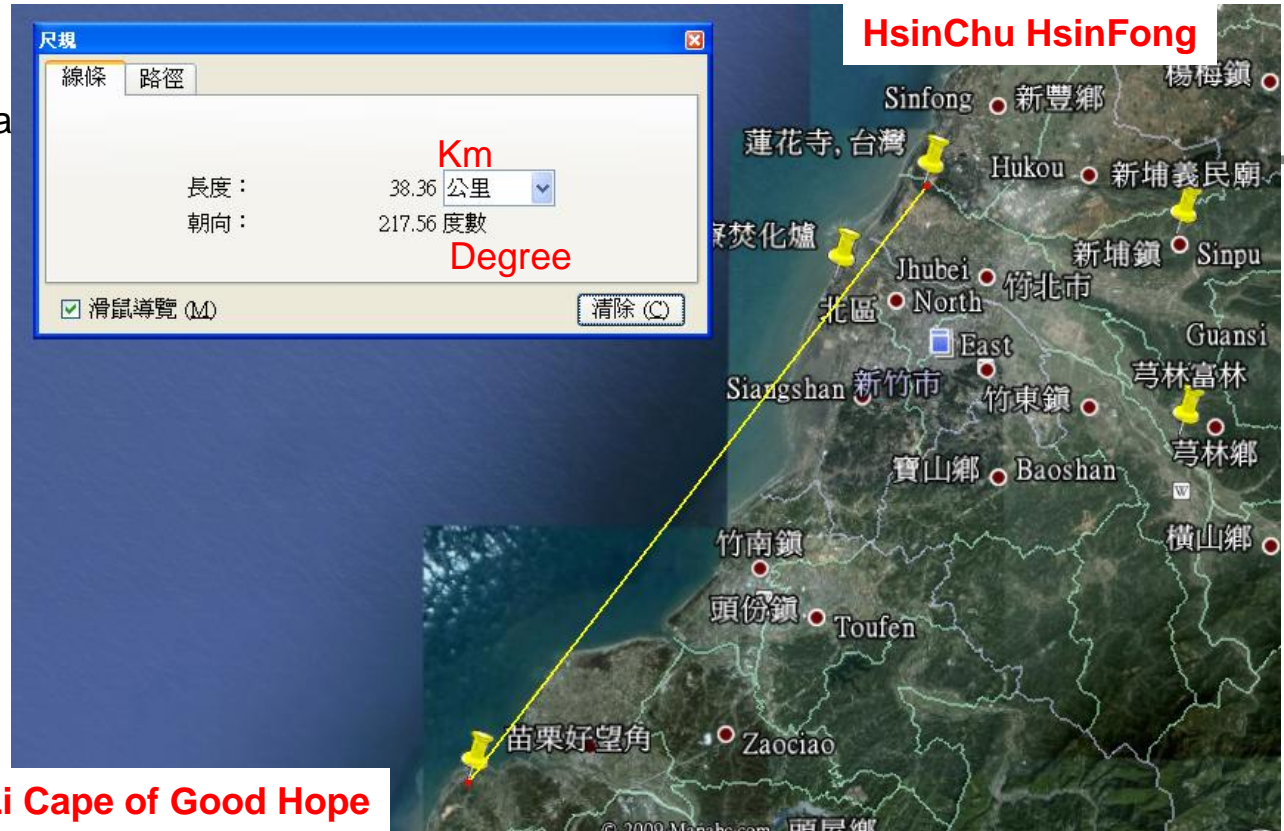 尺規
線條 路徑
Km
長度： 38.36 公里
朝向： 217.56 度數
Degree
滑鼠導覽 (M) 清除 (C)
a
HsinChu HsinFong
楊梅鎮
Sinfong 新豐鄉
蓮花寺, 台灣
Hukou 新埔義民廟
焚化爐
新埔鎮 Sinpu
Jhubei 竹北市
北區 North
East
Guansi
芎林富林
Siangshan 新竹市
竹東鎮
芎林鄉
寶山鄉 Baoshan
W
竹南鎮
橫山鄉
頭份鎮 Toufen
苗栗好望角
Zaociao
Li Cape of Good Hope
© 2009 Mapabc.com
頭屋鄉